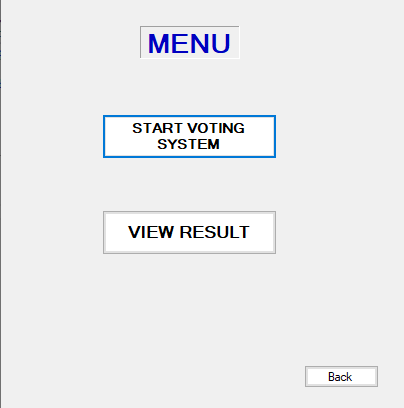 MENU
START VOTING
SYSTEM
VIEW RESULT
Back